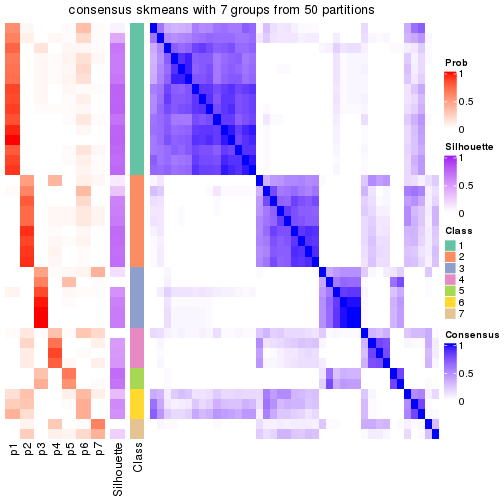 consensus skmeans with 7 groups from 50 partitions
Prob
1
0.5
0
Silhouette
1
0.5
0
Class
1
2
3
4
5
6
7
Consensus
1
0.5
0
p1
p2
p3
p4
p5
p6
p7
Silhouette
Class